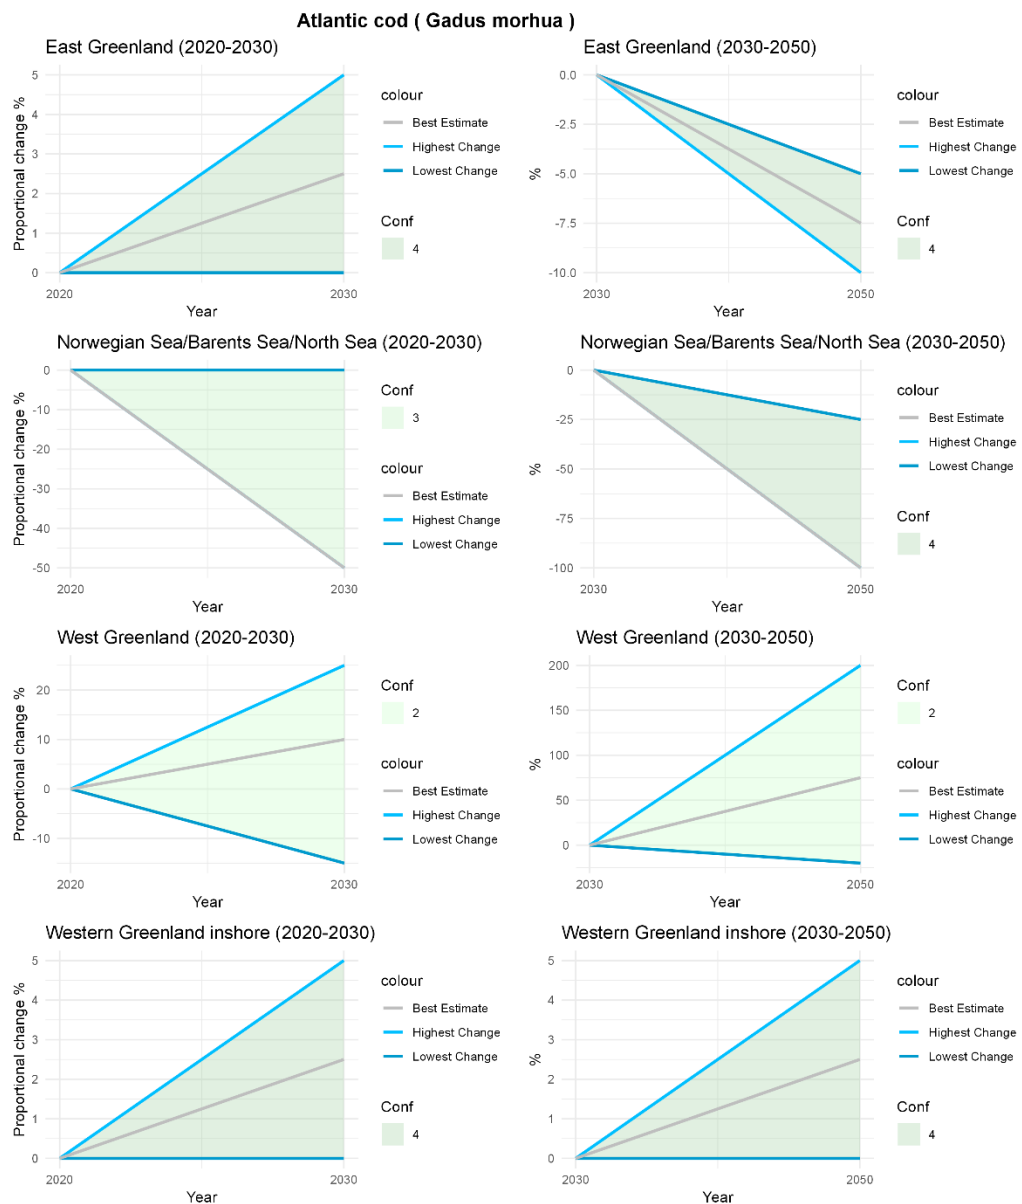 Atlantic cod ( Gadus morhua )
East Greenland (2020-2030)
Proportional change %
5
4
3
2
1
0
2020
2030
Year
colour
Best Estimate
Highest Change
Lowest Change
Conf
4
East Greenland (2030-2050)
%
0.0
-2.5
-5.0
-7.5
-10.0
2030
2050
Year
colour
Best Estimate
Highest Change
Lowest Change
Conf
4
Norwegian Sea/Barents Sea/North Sea (2020-2030)
Proportional change %
0
-10
-20
-30
-40
-50
2020
2030
Year
Conf
3
colour
Best Estimate
Highest Change
Lowest Change
Norwegian Sea/Barents Sea/North Sea (2030-2050)
%
0
-25
-50
-75
-100
2030
2050
Year
colour
Best Estimate
Highest Change
Lowest Change
Conf
4
West Greenland (2020-2030)
Proportional change %
20
10
0
-10
2020
2030
Year
Conf
2
colour
Best Estimate
Highest Change
Lowest Change
West Greenland (2030-2050)
%
200
150
100
50
0
2030
2050
Year
Conf
2
colour
Best Estimate
Highest Change
Lowest Change
Western Greenland inshore (2020-2030)
Proportional change %
5
4
3
2
1
0
2020
2030
Year
colour
Best Estimate
Highest Change
Lowest Change
Conf
4
Western Greenland inshore (2030-2050)
%
5
4
3
2
1
0
2030
2050
Year
colour
Best Estimate
Highest Change
Lowest Change
Conf
4